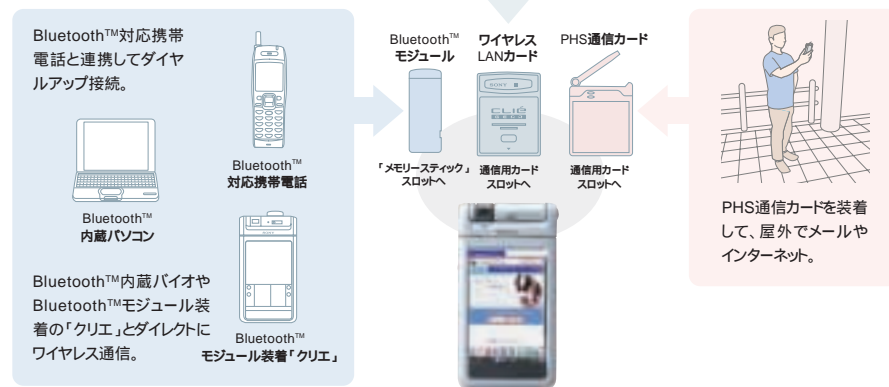 Bluetooth™対応携帯
電話と連携してダイヤ
ルアップ接続。
Bluetooth™
対応携帯電話
Bluetooth™
内蔵パソコン
Bluetooth™内蔵バイオや
Bluetooth™モジュール装
着の「クリエ」とダイレクトに
ワイヤレス通信。
SONY
Bluetooth™
モジュール装着「クリエ」
Bluetooth™
モジュール
「メモリースティック」
スロットへ
ワイヤレス
LANカード
SONY
CLIÉ
通信用カード
スロットへ
PHS通信カード
通信用カード
スロットへ
PHS通信カードを装着
して、屋外でメールや
インターネット。